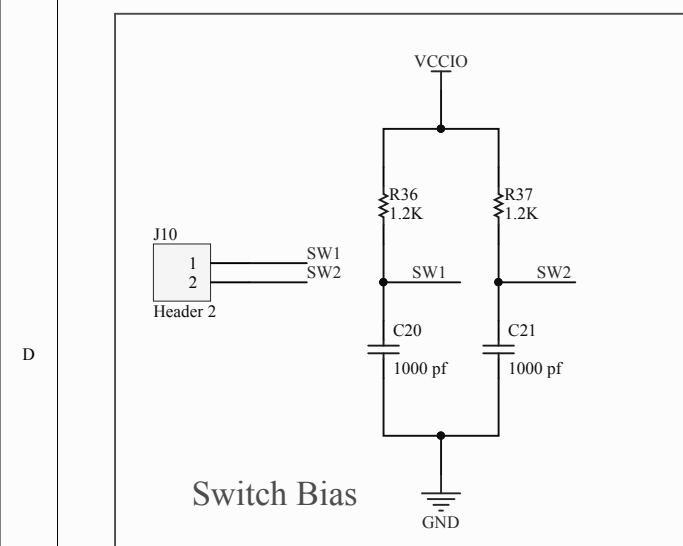 VCCIO
R36
1.2K
R37
1.2K
J10
1
2
SW1
SW2
Header 2
SW1
SW2
C20
1000 pf
C21
1000 pf
D
Switch Bias
GND